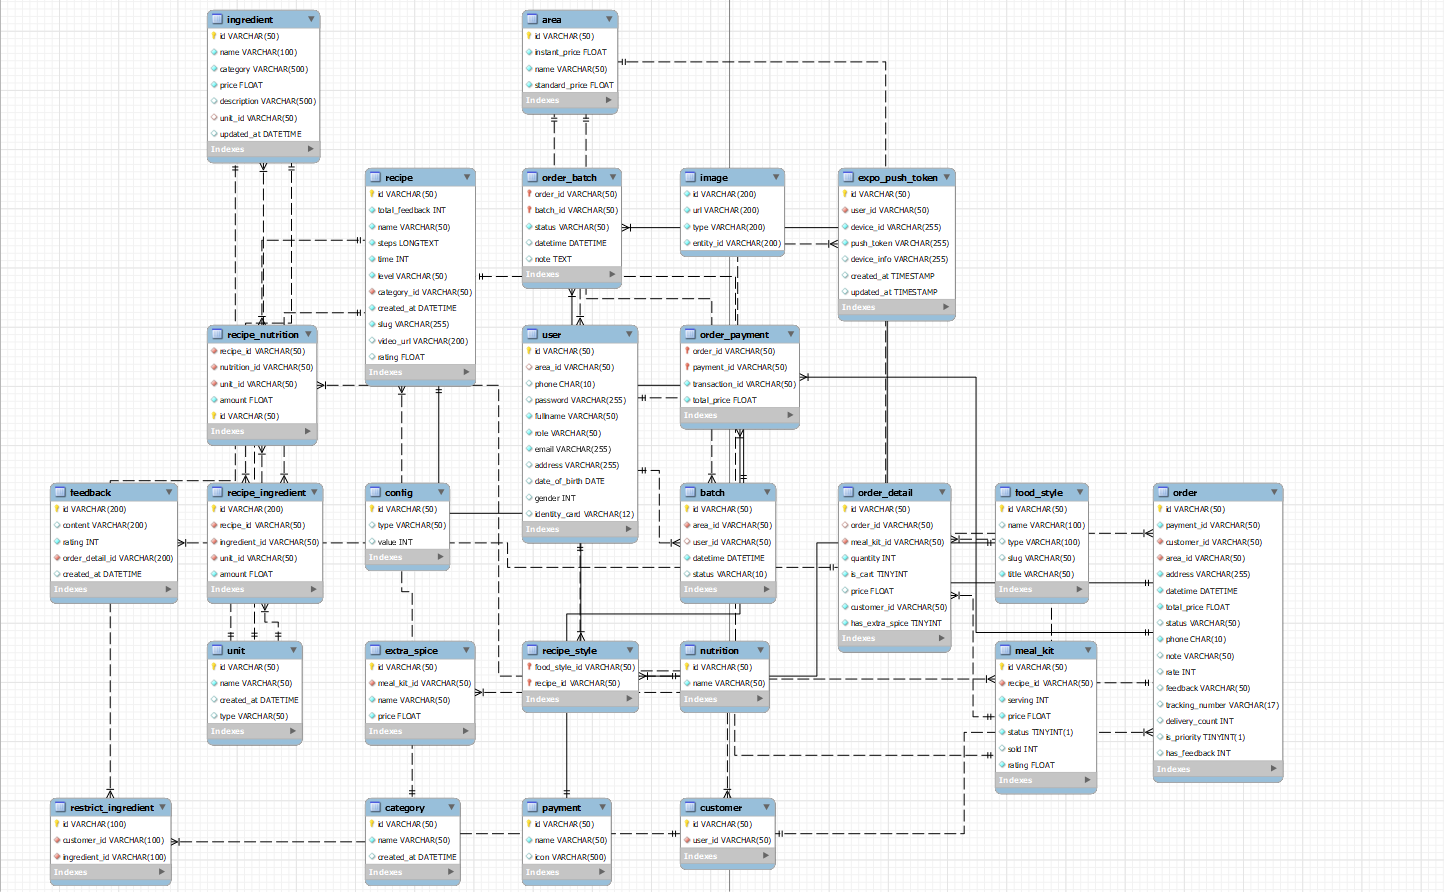 ingredient
id VARCHAR(50)
name VARCHAR(100)
category VARCHAR(500)
price FLOAT
description VARCHAR(500)
unit_id VARCHAR(50)
updated_at DATETIME
Indexes
area
id VARCHAR(50)
instant_price FLOAT
name VARCHAR(50)
standard_price FLOAT
Indexes
recipe
id VARCHAR(50)
total_feedback INT
name VARCHAR(50)
steps LONGTEXT
time INT
level VARCHAR(50)
category_id VARCHAR(50)
created_at DATETIME
slug VARCHAR(255)
video_url VARCHAR(200)
rating FLOAT
Indexes
order_batch
order_id VARCHAR(50)
batch_id VARCHAR(50)
status VARCHAR(50)
datetime DATETIME
note TEXT
Indexes
image
id VARCHAR(200)
url VARCHAR(200)
type VARCHAR(200)
entity_id VARCHAR(200)
expo_push_token
id VARCHAR(50)
user_id VARCHAR(50)
device_id VARCHAR(255)
push_token VARCHAR(255)
device_info VARCHAR(255)
created_at TIMESTAMP
updated_at TIMESTAMP
Indexes
recipe_nutrition
recipe_id VARCHAR(50)
nutrition_id VARCHAR(50)
unit_id VARCHAR(50)
amount FLOAT
id VARCHAR(50)
Indexes
user
id VARCHAR(50)
area_id VARCHAR(50)
phone CHAR(10)
password VARCHAR(255)
fullname VARCHAR(50)
role VARCHAR(50)
email VARCHAR(255)
address VARCHAR(255)
date_of_birth DATE
gender INT
identity_card VARCHAR(12)
Indexes
order_payment
order_id VARCHAR(50)
payment_id VARCHAR(50)
transaction_id VARCHAR(50)
total_price FLOAT
Indexes
feedback
id VARCHAR(200)
content VARCHAR(200)
rating INT
order_detail_id VARCHAR(200)
created_at DATETIME
Indexes
recipe_ingredient
id VARCHAR(200)
recipe_id VARCHAR(50)
ingredient_id VARCHAR(50)
unit_id VARCHAR(50)
amount FLOAT
Indexes
config
id VARCHAR(50)
type VARCHAR(50)
value INT
Indexes
batch
id VARCHAR(50)
area_id VARCHAR(50)
user_id VARCHAR(50)
datetime DATETIME
status VARCHAR(10)
Indexes
order_detail
id VARCHAR(50)
order_id VARCHAR(50)
meal_kit_id VARCHAR(50)
quantity INT
is_cart TINYINT
price FLOAT
customer_id VARCHAR(50)
has_extra_spice TINYINT
Indexes
food_style
id VARCHAR(50)
name VARCHAR(100)
type VARCHAR(100)
slug VARCHAR(50)
title VARCHAR(50)
Indexes
order
id VARCHAR(50)
payment_id VARCHAR(50)
customer_id VARCHAR(50)
area_id VARCHAR(50)
address VARCHAR(255)
datetime DATETIME
total_price FLOAT
status VARCHAR(50)
phone CHAR(10)
note VARCHAR(50)
rate INT
feedback VARCHAR(50)
tracking_number VARCHAR(17)
delivery_count INT
is_priority TINYINT(1)
has_feedback INT
Indexes
unit
id VARCHAR(50)
name VARCHAR(50)
created_at DATETIME
type VARCHAR(50)
Indexes
extra_spice
id VARCHAR(50)
meal_kit_id VARCHAR(50)
name VARCHAR(50)
price FLOAT
Indexes
recipe_style
food_style_id VARCHAR(50)
recipe_id VARCHAR(50)
Indexes
nutrition
id VARCHAR(50)
name VARCHAR(50)
Indexes
meal_kit
id VARCHAR(50)
recipe_id VARCHAR(50)
serving INT
price FLOAT
status TINYINT(1)
sold INT
rating FLOAT
Indexes
restrict_ingredient
id VARCHAR(100)
customer_id VARCHAR(100)
ingredient_id VARCHAR(100)
Indexes
category
id VARCHAR(50)
name VARCHAR(50)
created_at DATETIME
Indexes
payment
id VARCHAR(50)
name VARCHAR(50)
icon VARCHAR(500)
Indexes
customer
id VARCHAR(50)
user_id VARCHAR(50)
Indexes